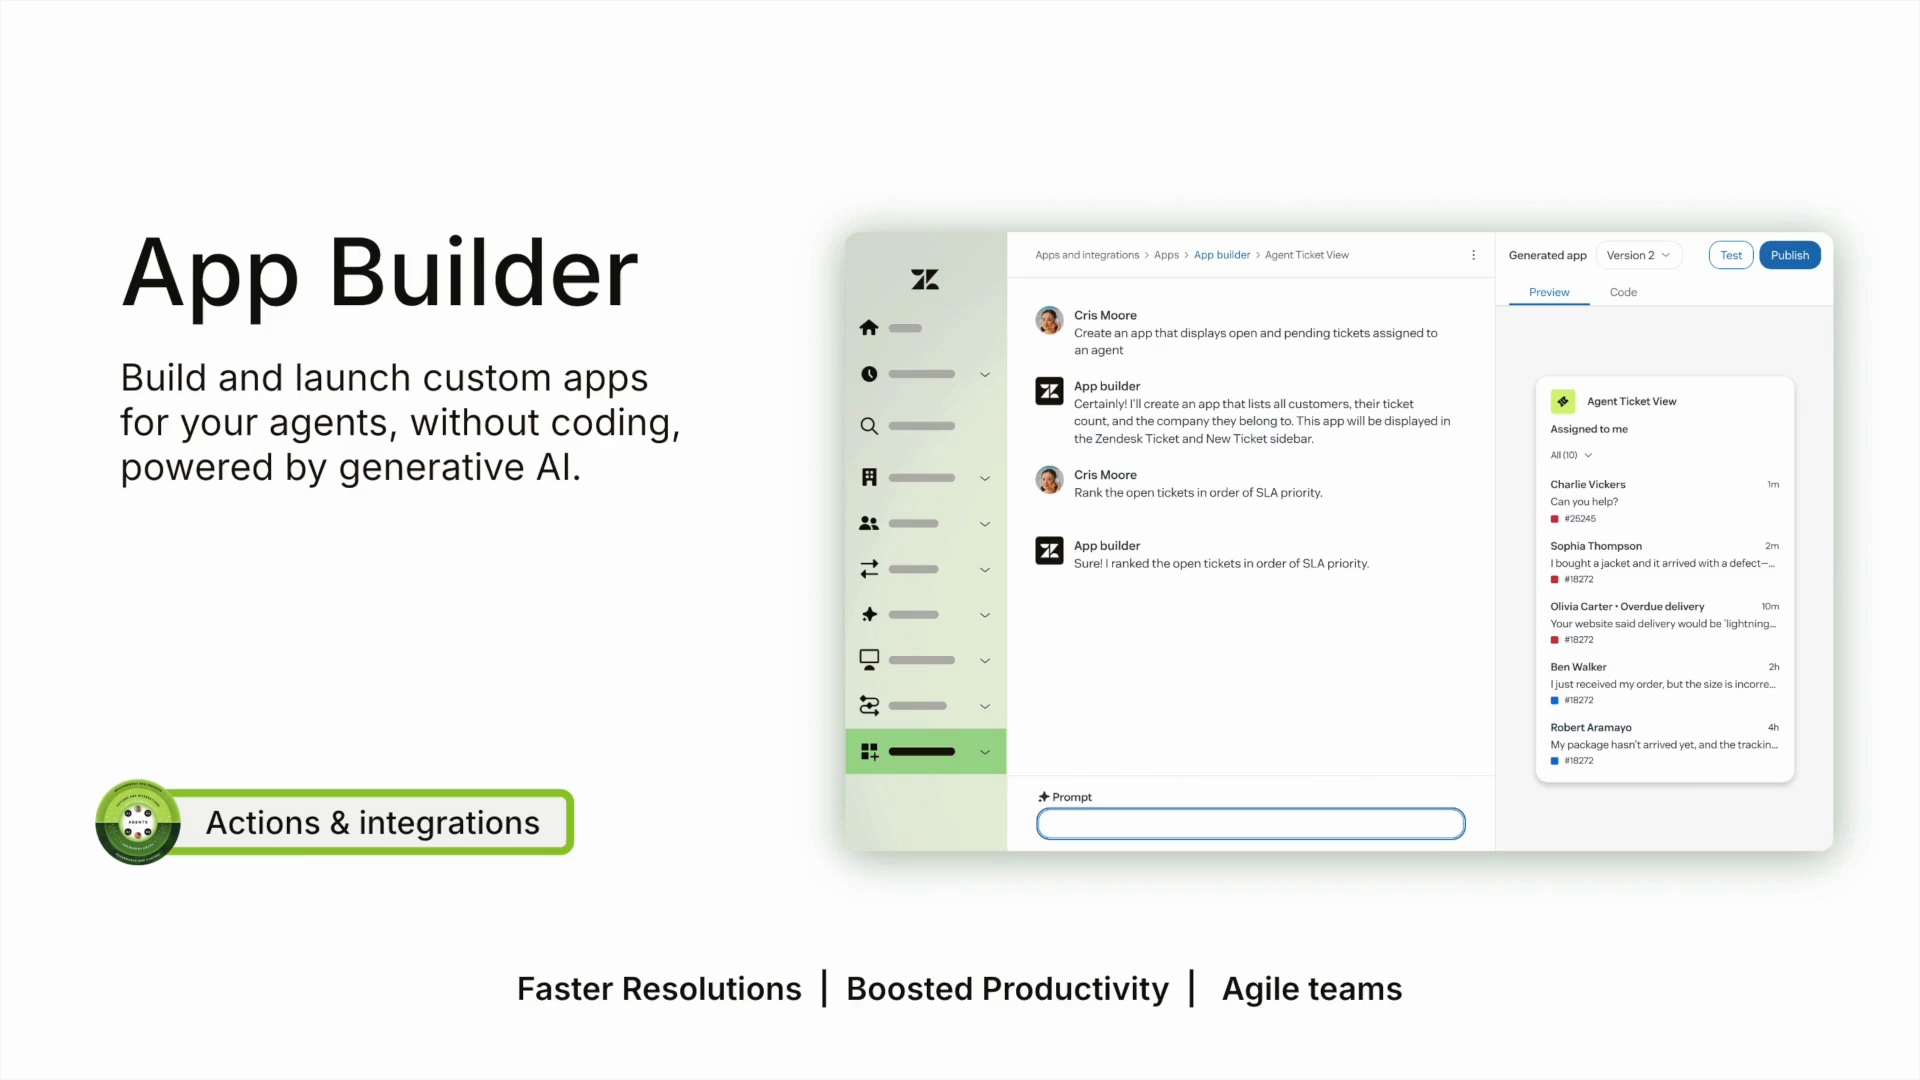 App Builder
Build and launch custom apps
for your agents, without coding,
powered by generative AI.
AGENTS
Actions & integrations
Apps and integrations > Apps > App builder > Agent Ticket View
Cris Moore
Create an app that displays open and pending tickets assigned to
an agent
App builder
Certainly! I'll create an app that lists all customers, their ticket
count, and the company they belong to. This app will be displayed in
the Zendesk Ticket and New Ticket sidebar.
Cris Moore
Rank the open tickets in order of SLA priority.
App builder
Sure! I ranked the open tickets in order of SLA priority.
Prompt
Generated app Version 2 Test Publish
Preview Code
Agent Ticket View
Assigned to me
All (10)
Charlie Vickers 1m
Can you help?
#25245
Sophia Thompson 2m
I bought a jacket and it arrived with a defect—...
#18272
Olivia Carter • Overdue delivery 10m
Your website said delivery would be 'lightning...
#18272
Ben Walker 2h
I just received my order, but the size is incorre...
#18272
Robert Aramayo 4h
My package hasn't arrived yet, and the trackin...
#18272
Faster Resolutions | Boosted Productivity | Agile teams